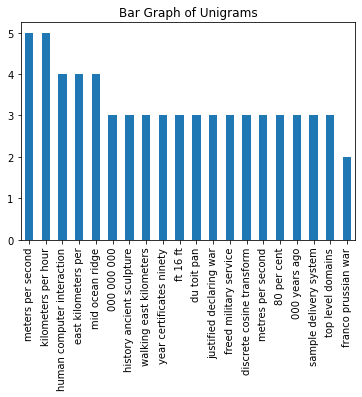 Bar Graph of Unigrams
5
4
3
2
1
0
meters per second
kilometers per hour
human computer interaction
east kilometers per
mid ocean ridge
000 000 000
history ancient sculpture
walking east kilometers
year certificates ninety
ft 16 ft
du toit pan
justified declaring war
freed military service
discrete cosine transform
metres per second
80 per cent
000 years ago
sample delivery system
top level domains
franco prussian war